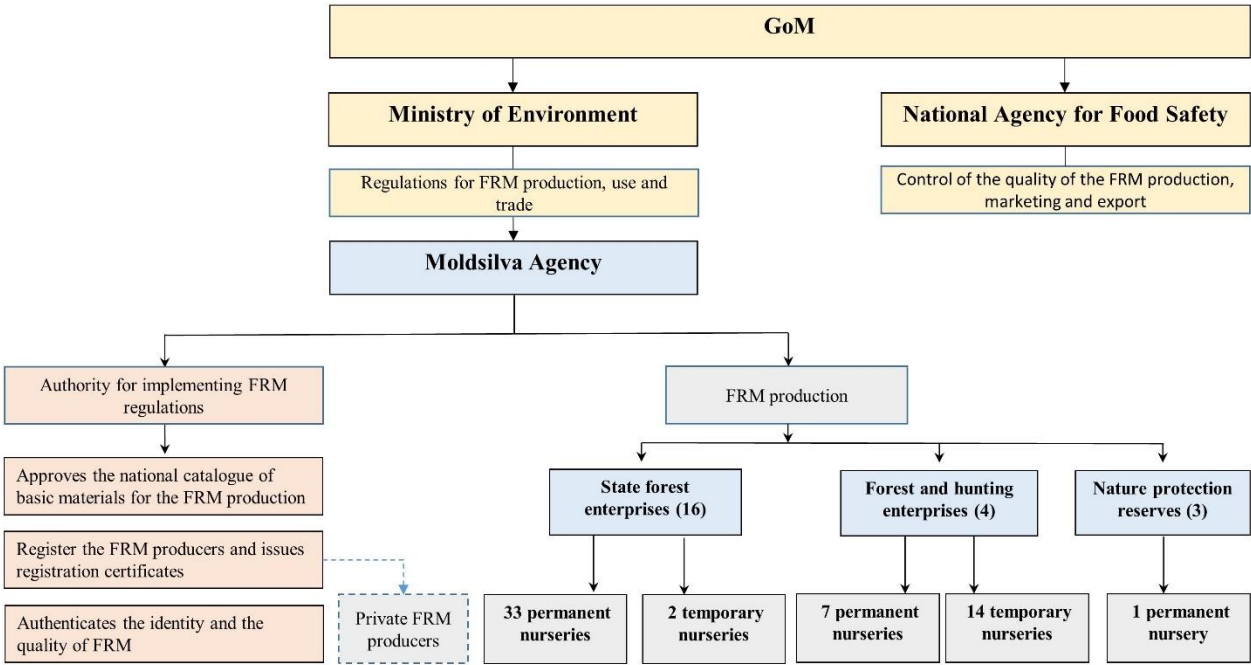 GoM
Ministry of Environment
National Agency for Food Safety
Regulations for FRM production, use and
trade
Control of the quality of the FRM production,
marketing and export
Moldsilva Agency
Authority for implementing FRM
regulations
FRM production
Approves the national catalogue of
basic materials for the FRM production
State forest
enterprises (16)
Forest and hunting
enterprises (4)
Nature protection
reserves (3)
Register the FRM producers and issues
registration certificates
Authenticates the identity and the
quality of FRM
Private FRM
producers
33 permanent
nurseries
2 temporary
nurseries
7 permanent
nurseries
14 temporary
nurseries
1 permanent
nursery